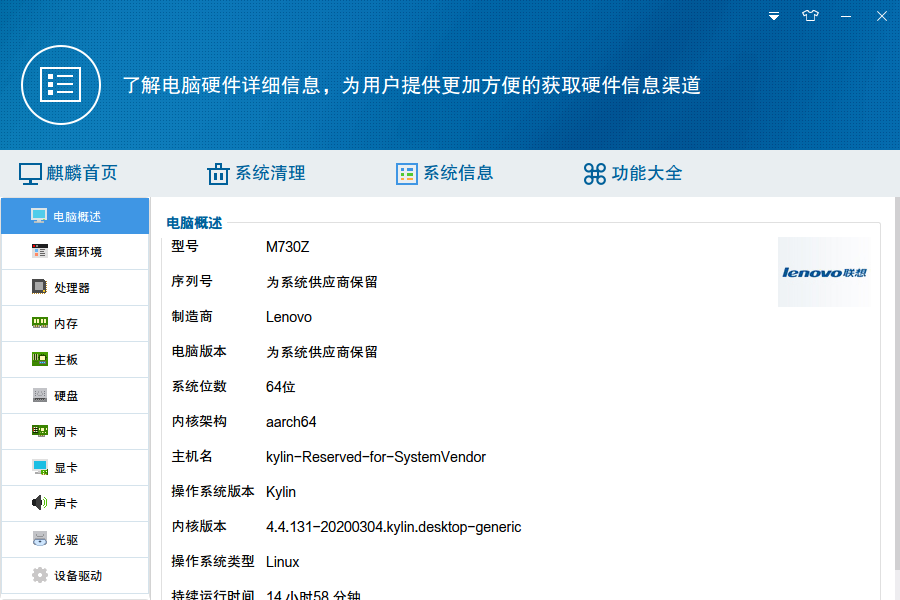 了解电脑硬件详细信息，为用户提供更加方便的获取硬件信息渠道
麒麟首页 系统清理 系统信息 功能大全
电脑概述
桌面环境
处理器
内存
主板
硬盘
网卡
显卡
声卡
光驱
设备驱动
电脑概述
型号 M730Z
lenovo联想
序列号 为系统供应商保留
制造商 Lenovo
电脑版本 为系统供应商保留
系统位数 64位
内核架构 aarch64
主机名 kylin-Reserved-for-SystemVendor
操作系统版本 Kylin
内核版本 4.4.131-20200304.kylin.desktop-generic
操作系统类型 Linux
持续运行时间 14 小时58 分钟